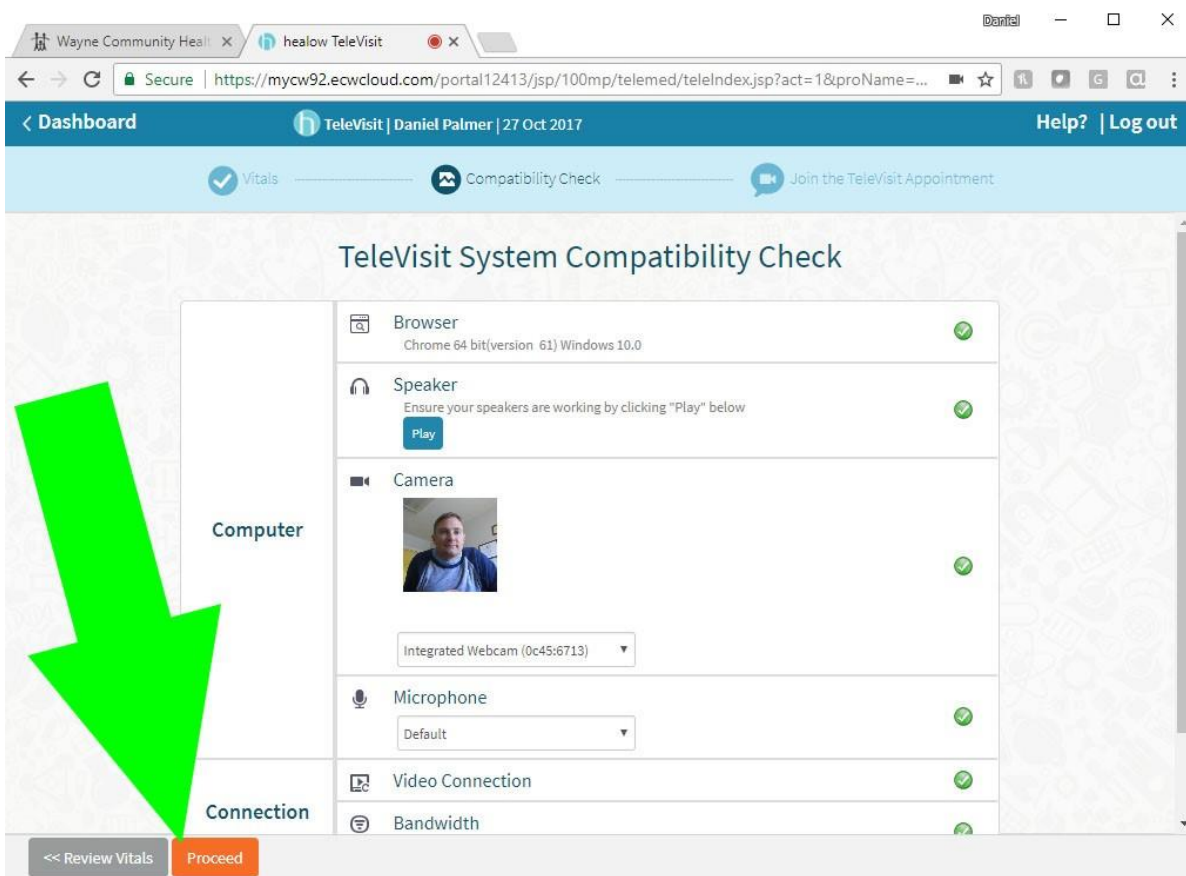 Daniel
Wayne Community Healt
healow TeleVisit
Secure | https://mycw92.ecwcloud.com/portal12413/jsp/100mp/telemed/teleIndex.jsp?act=1&proName=...
< Dashboard
TeleVisit | Daniel Palmer | 27 Oct 2017
Help? | Log out
Vitals
Compatibility Check
Join the TeleVisit Appointment
TeleVisit System Compatibility Check
Browser
Chrome 64 bit(version 61) Windows 10.0
Speaker
Ensure your speakers are working by clicking "Play" below
Play
Camera
Computer
Integrated Webcam (0c45:6713)
Microphone
Default
Video Connection
Connection
Bandwidth
<< Review Vitals
Proceed